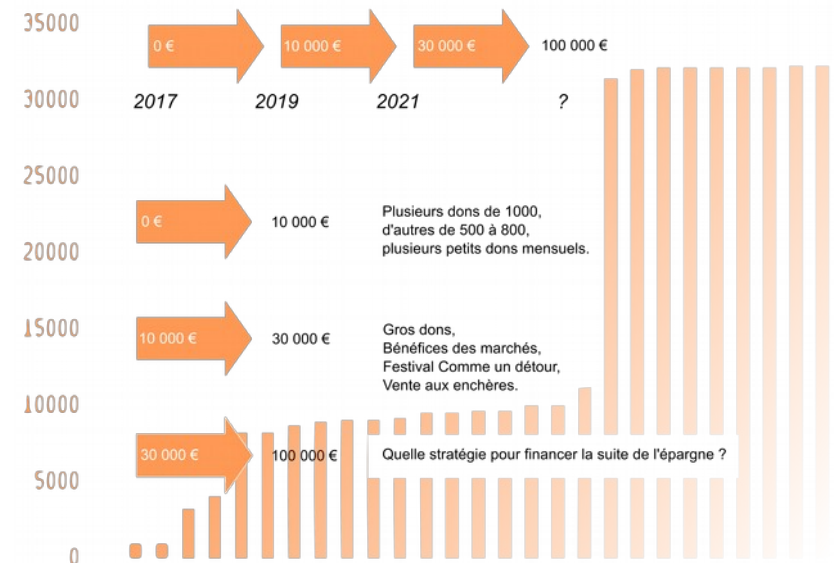 35000
0 €
10 000 €
30 000 €
100 000 €
30000
2017
2019
2021
?
25000
0 €
10 000 €
Plusieurs dons de 1000,
d'autres de 500 à 800,
plusieurs petits dons mensuels.
20000
15000
10 000 €
30 000 €
Gros dons,
Bénéfices des marchés,
Festival Comme un détour,
Vente aux enchères.
10000
30 000 €
100 000 €
Quelle stratégie pour financer la suite de l'épargne ?
5000
0